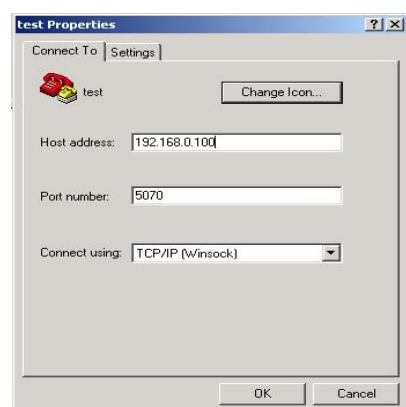 test Properties
Connect To
Settings
test
Change Icon...
Host address: 192.168.0.100
Port number: 5070
Connect using: TCP/IP (Winsock)
OK
Cancel